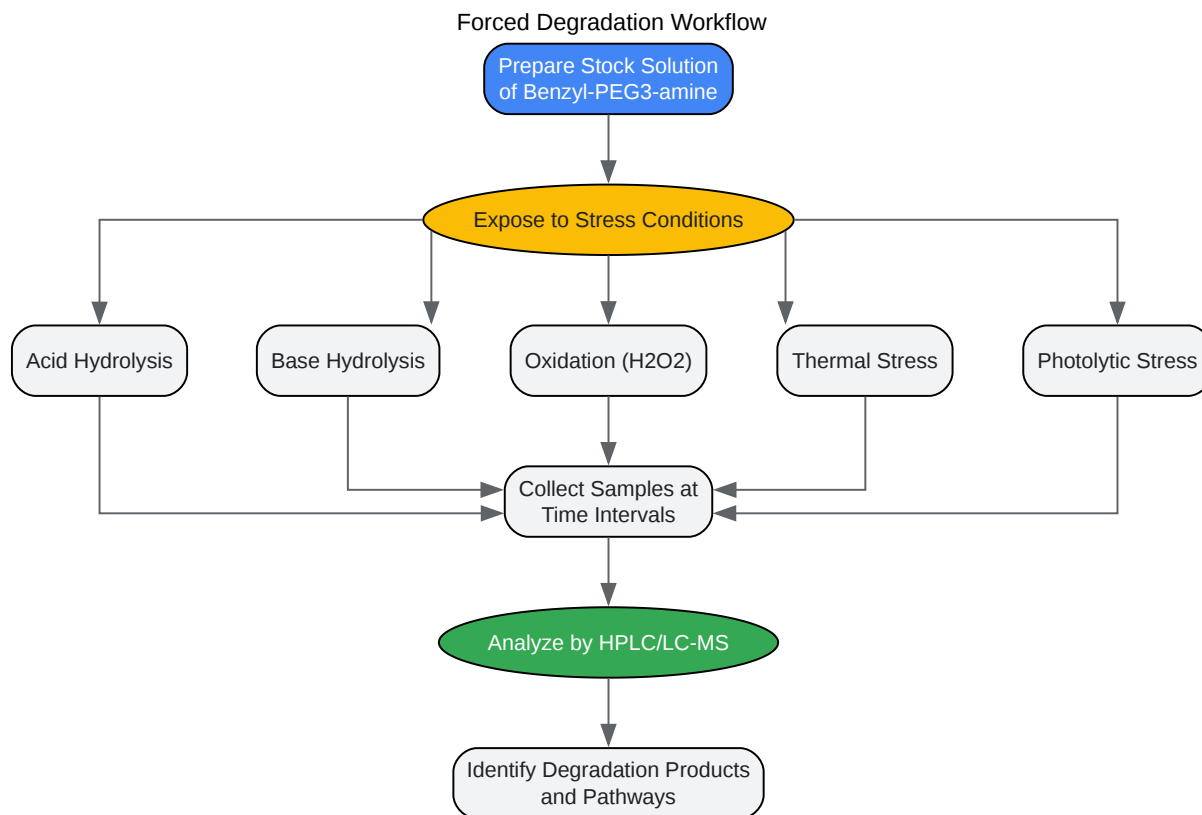 Forced Degradation Workflow
Prepare Stock Solution
of Benzyl-PEG3-amine
Expose to Stress Conditions
Acid Hydrolysis
Base Hydrolysis
Oxidation (H2O2)
Thermal Stress
Photolytic Stress
Collect Samples at
Time Intervals
Analyze by HPLC/LC-MS
Identify Degradation Products
and Pathways